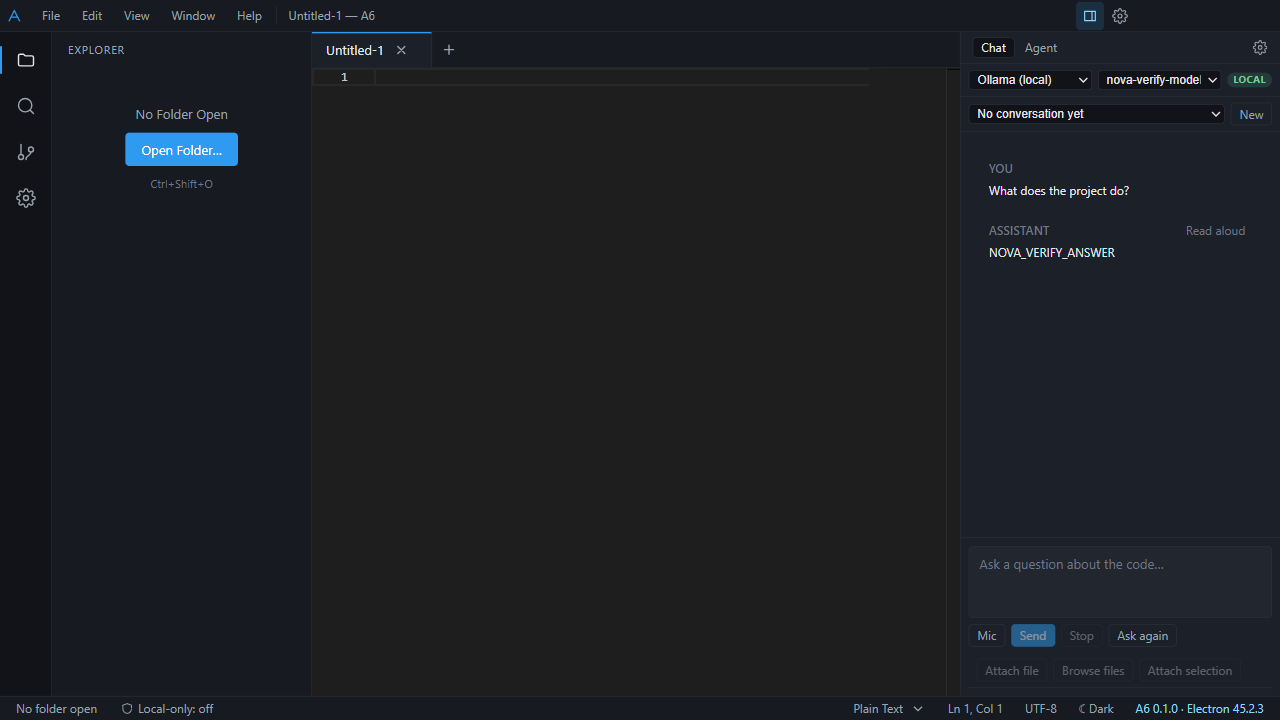 File Edit View Window Help Untitled-1 — A6
EXPLORER
No Folder Open
Open Folder...
Ctrl+Shift+O
Untitled-1
1
Chat Agent
Ollama (local) nova-verify-model LOCAL
No conversation yet New
YOU
What does the project do?
ASSISTANT Read aloud
NOVA_VERIFY_ANSWER
Ask a question about the code...
Mic Send Stop Ask again
Attach file Browse files Attach selection
No folder open Local-only: off Plain Text Ln 1, Col 1 UTF-8 Dark A6 0.1.0 · Electron 45.2.3